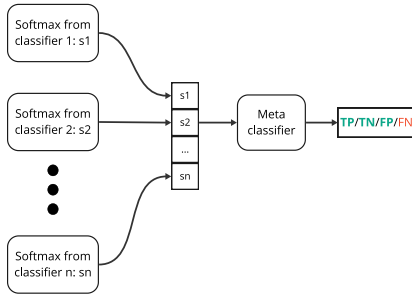 Softmax from
classifier 1: s1
Softmax from
classifier 2: s2
Softmax from
classifier n: sn
s1
s2
...
sn
Meta
classifier
TP/TN/FP/FN